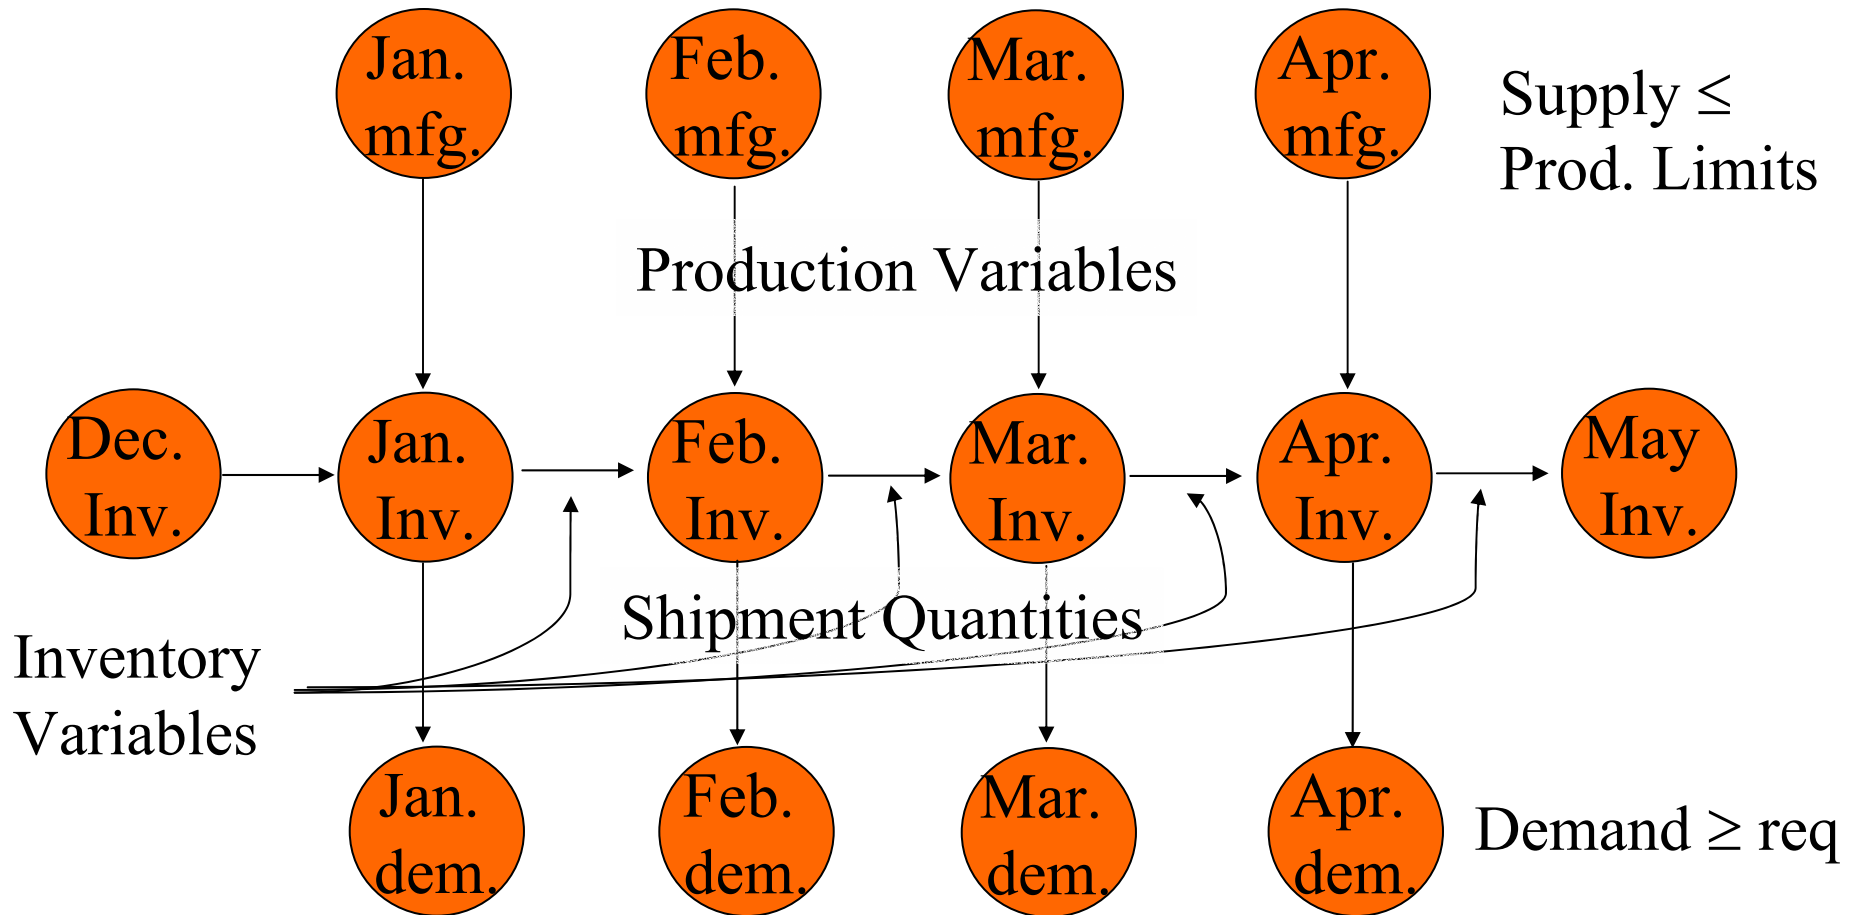 Jan.
mfg.
Feb.
mfg.
Mar.
mfg.
Apr.
mfg.
Supply ≤
Prod. Limits
Production Variables
Dec.
Inv.
Jan.
Inv.
Feb.
Inv.
Mar.
Inv.
Apr.
Inv.
May
Inv.
Shipment Quantities
Inventory
Variables
Jan.
dem.
Feb.
dem.
Mar.
dem.
Apr.
dem.
Demand ≥ req